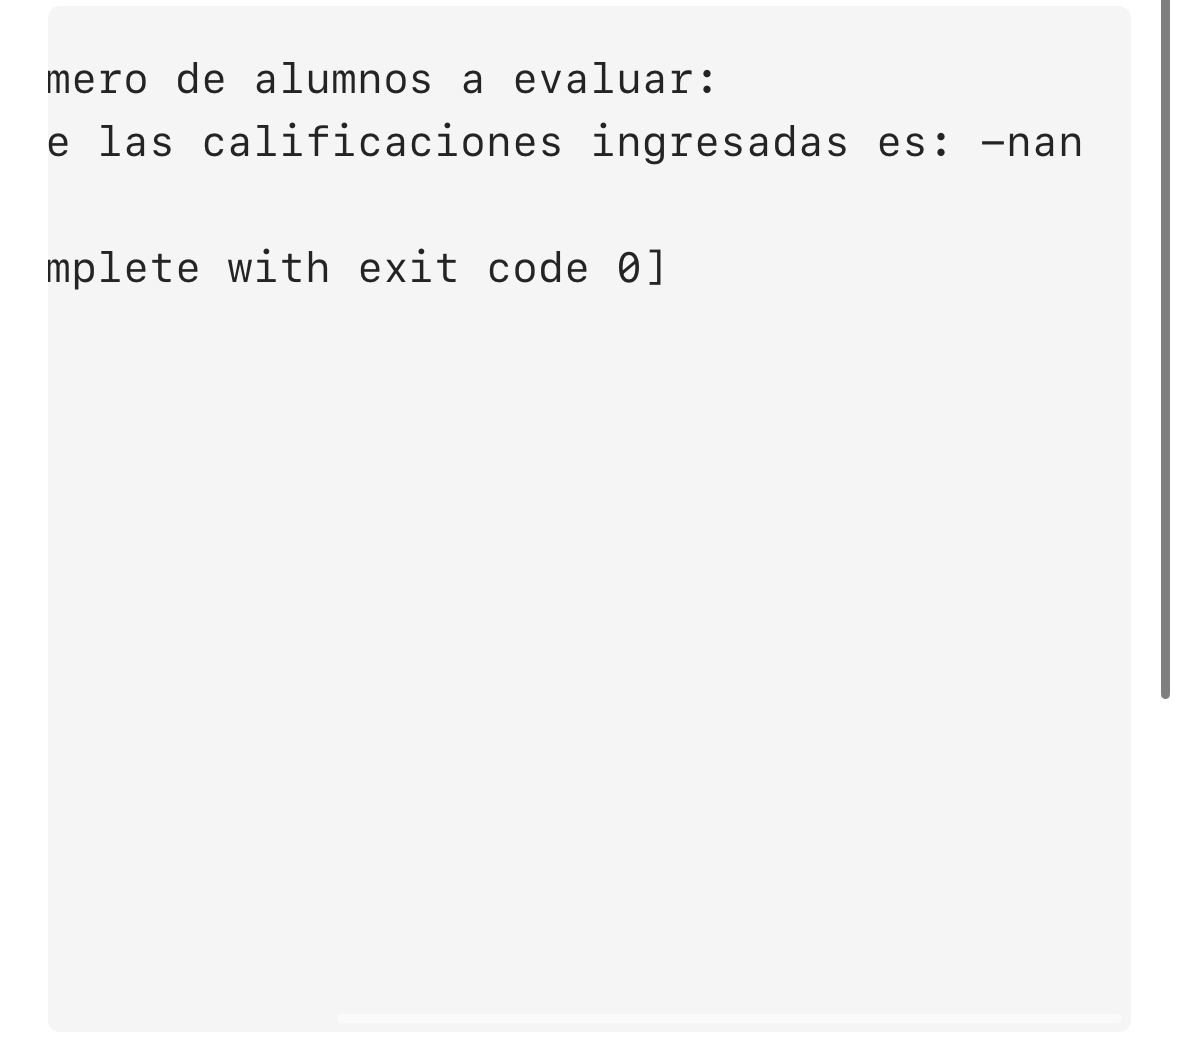 mero de alumnos a evaluar:
e las calificaciones ingresadas es: -nan
mplete with exit code 0]